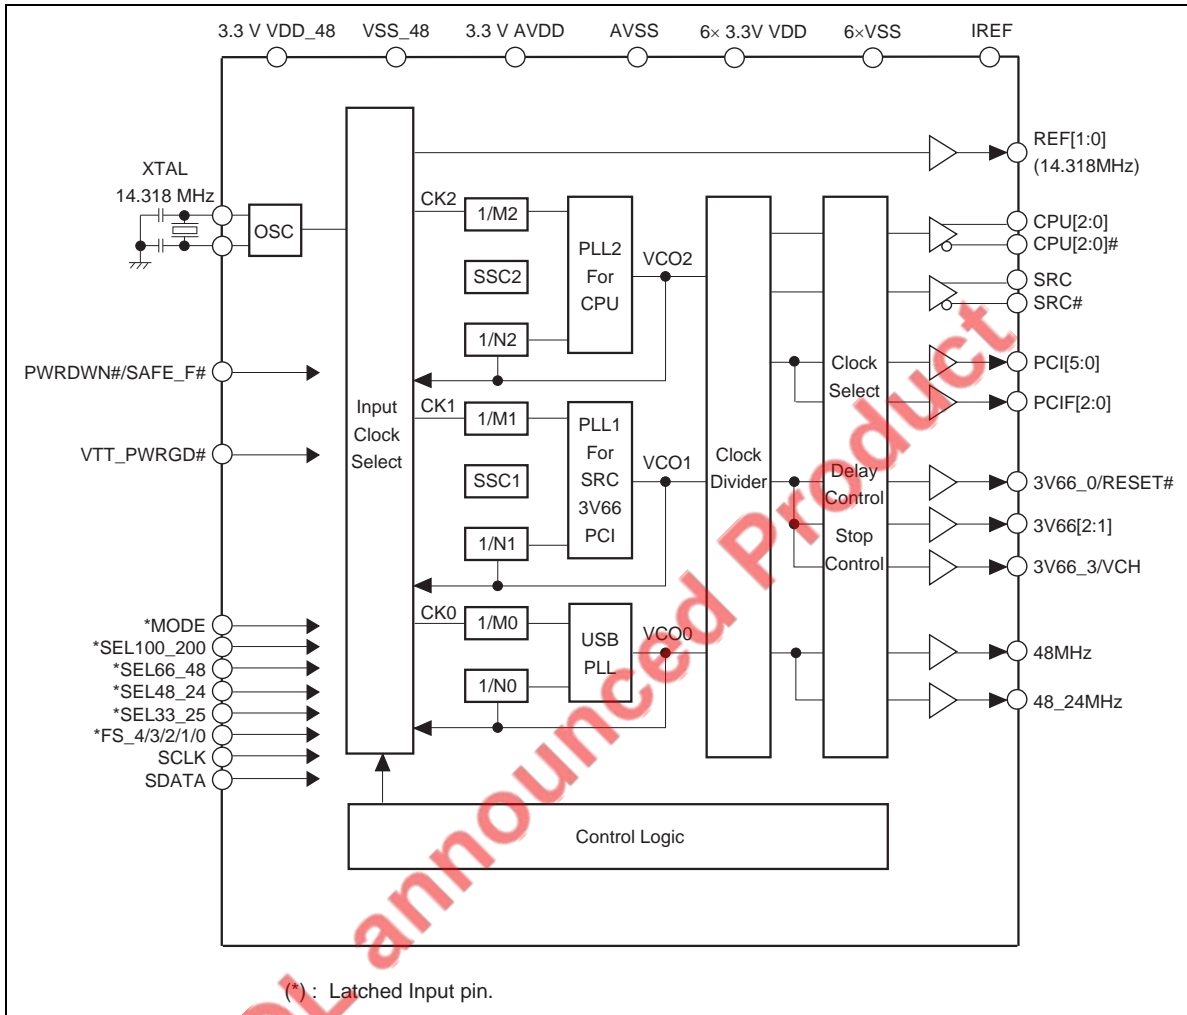 3.3 V VDD_48 VSS_48 3.3 V AVDD AVSS 6× 3.3V VDD 6×VSS IREF
XTAL
14.318 MHz
OSC
PWRDWN#/SAFE_F#
VTT_PWRGD#
*MODE
*SEL100_200
*SEL66_48
*SEL48_24
*SEL33_25
*FS_4/3/2/1/0
SCLK
SDATA
Input
Clock
Select
CK2
1/M2
SSC2
1/N2
PLL2
For
CPU
VCO2
CK1
1/M1
SSC1
1/N1
PLL1
For
SRC
3V66
PCI
VCO1
CK0
1/M0
1/N0
USB
PLL
VCO0
Clock
Divider
Clock
Select
Delay
Control
Stop
Control
REF[1:0]
(14.318MHz)
CPU[2:0]
CPU[2:0]#
SRC
SRC#
PCI[5:0]
PCIF[2:0]
3V66_0/RESET#
3V66[2:1]
3V66_3/VCH
48MHz
48_24MHz
Control Logic
(*) : Latched Input pin.
OL announced Product